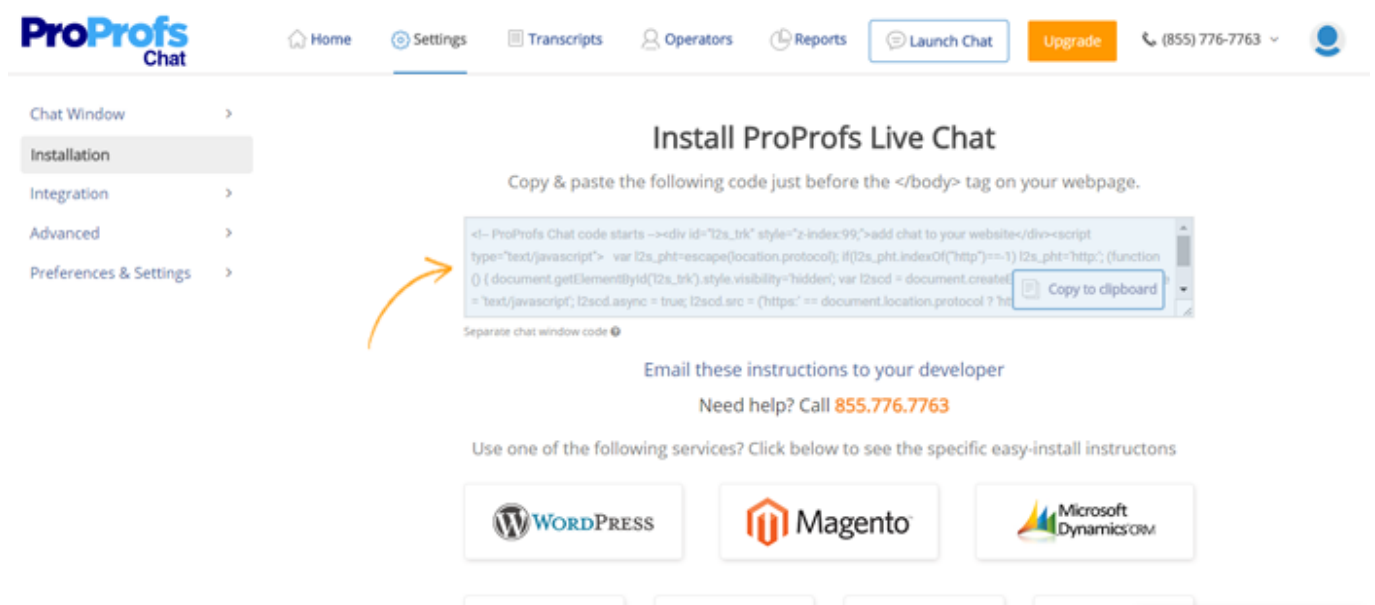 ProProfs
Chat
Home
Settings
Transcripts
Operators
Reports
Launch Chat
Upgrade
(855) 776-7763
Chat Window
Installation
Integration
Advanced
Preferences & Settings
Install ProProfs Live Chat
Copy & paste the following code just before the </body> tag on your webpage.
<!-- ProProfs Chat code starts --><div id="l2s_trk" style="z-index:99;">add chat to your website</div><script
type="text/javascript"> var l2s_pht=escape(location.protocol); if(l2s_pht.indexOf("http")==-1) l2s_pht='http:'; (function
() { document.getElementById('l2s_trk').style.visibility='hidden'; var l2scd = document.createE
= 'text/javascript'; l2scd.async = true; l2scd.src = ('https:' == document.location.protocol ? 'htt
Copy to clipboard
Separate chat window code
Email these instructions to your developer
Need help? Call 855.776.7763
Use one of the following services? Click below to see the specific easy-install instructons
WORDPRESS
Magento
Microsoft
Dynamics CRM